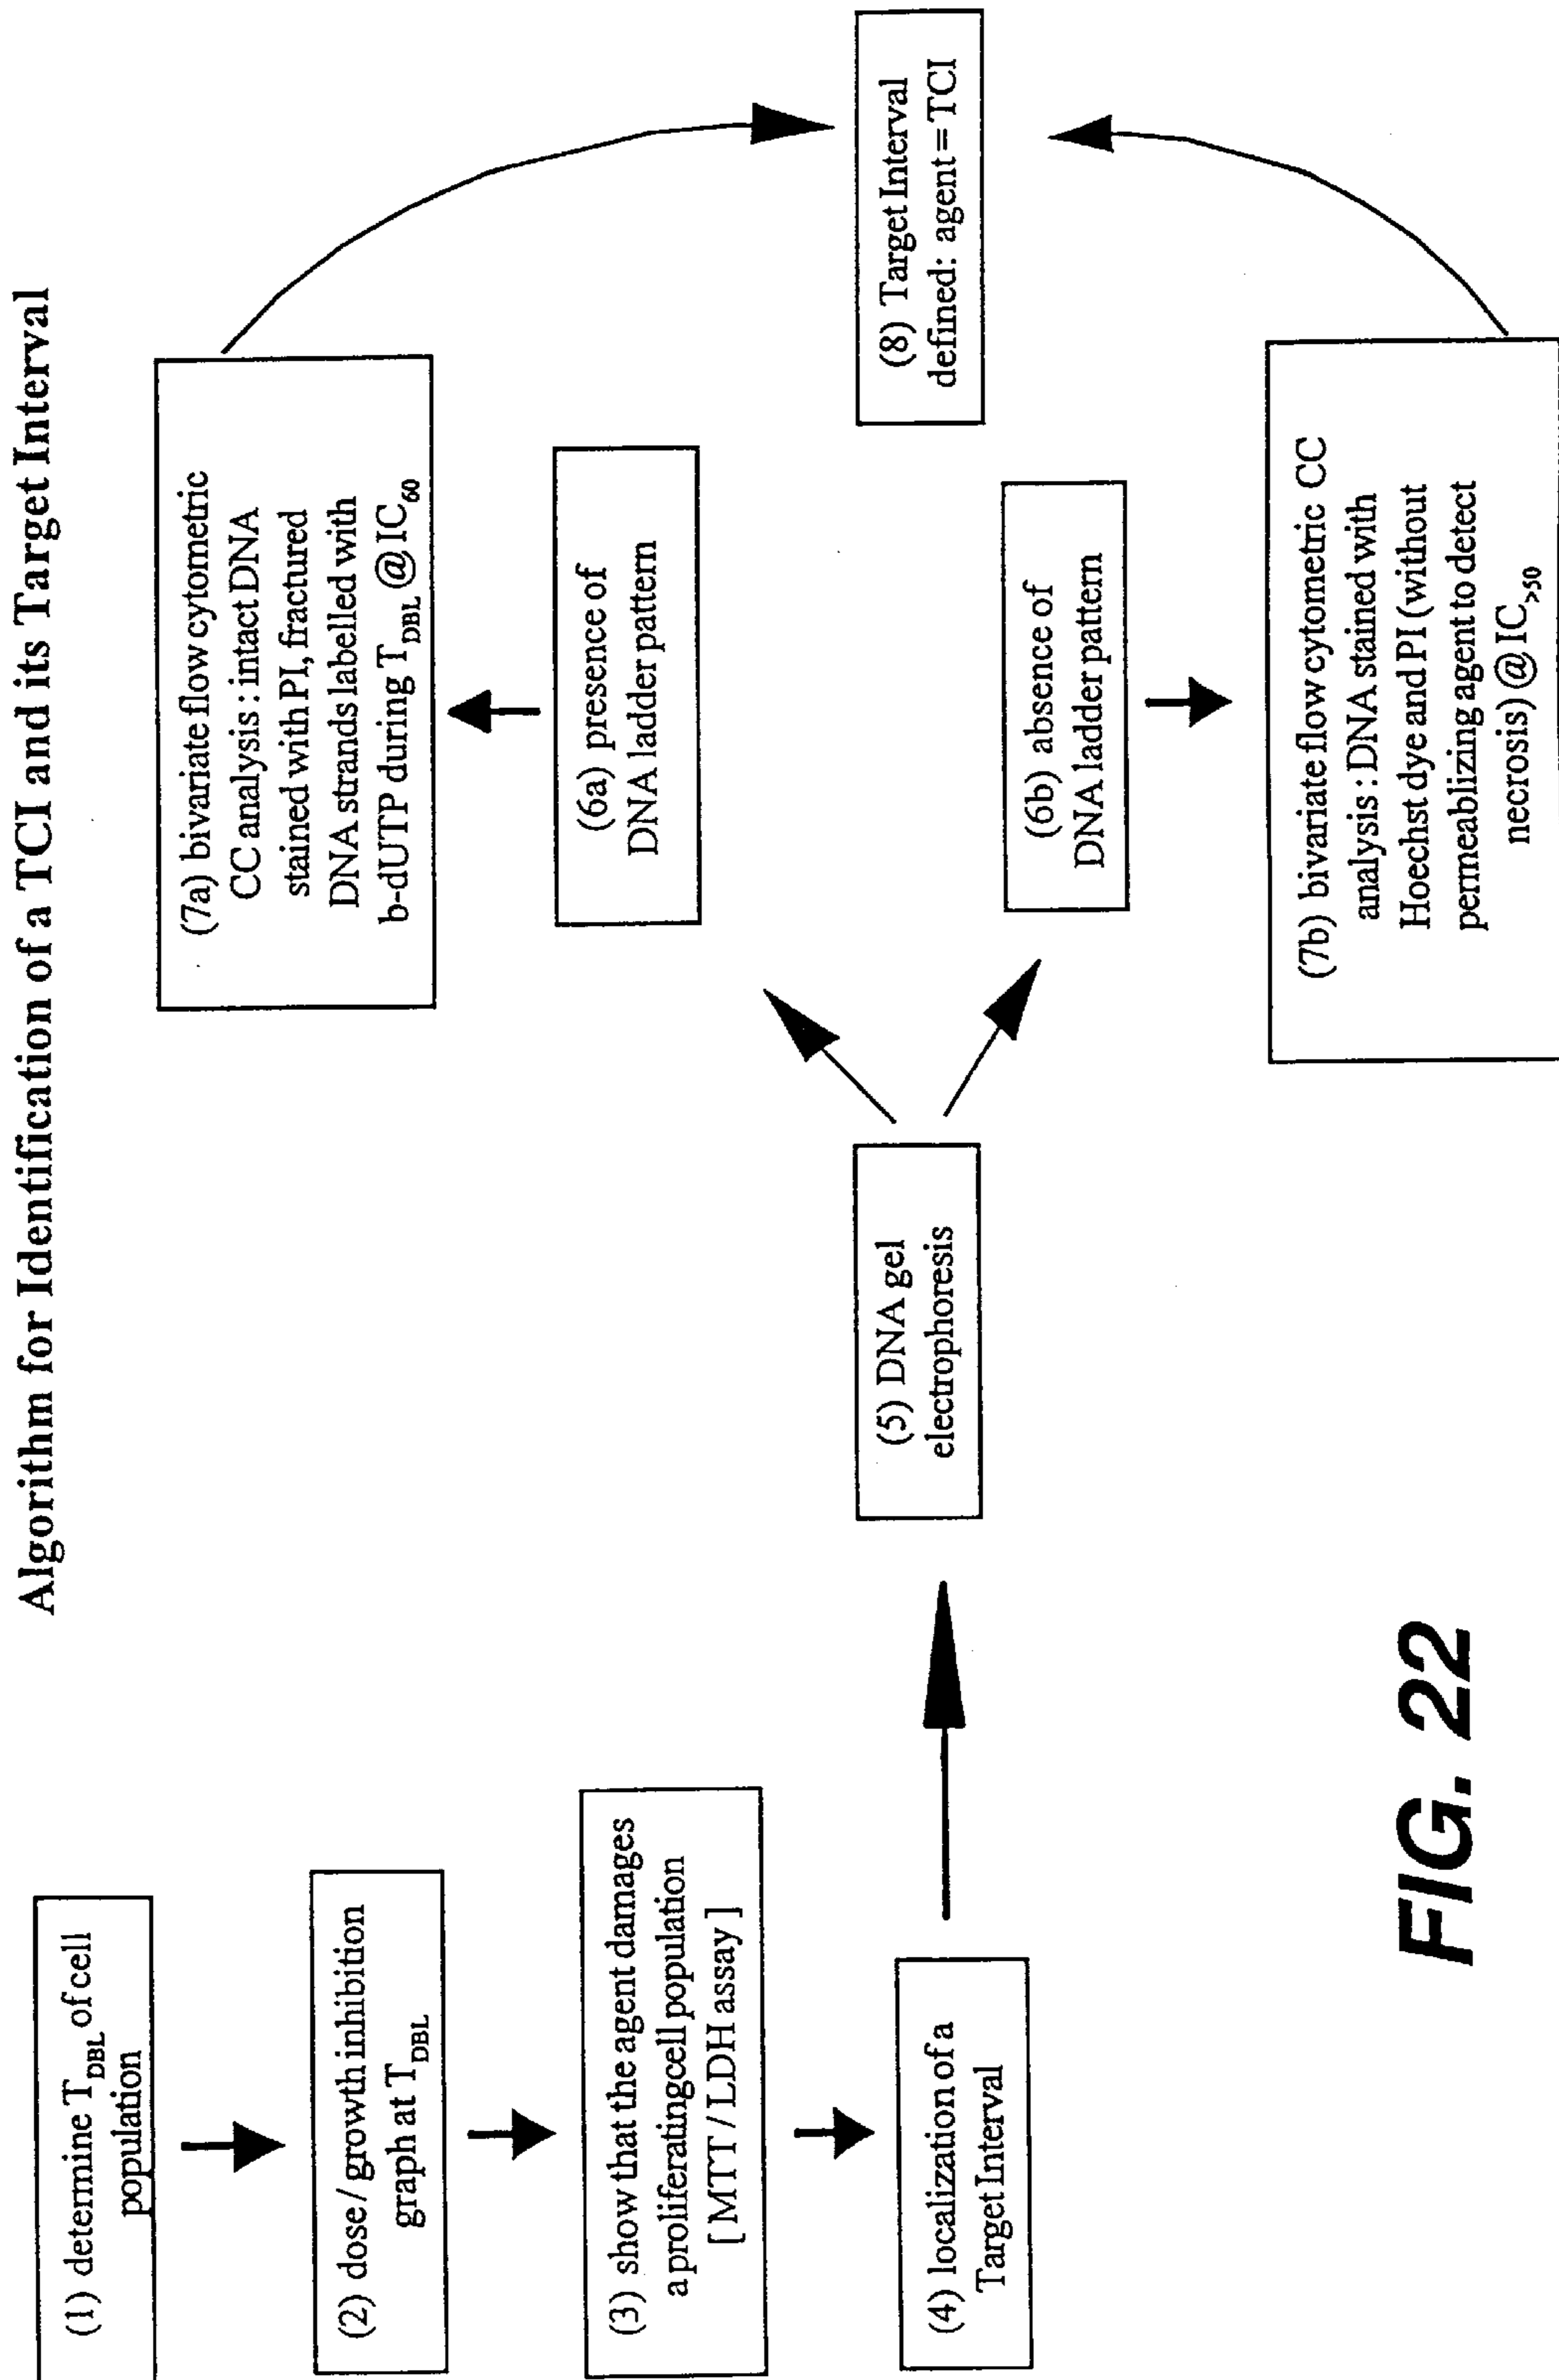 Algorithm for Identification of a TCI and its Target Interval
(1) determine T_DBL of cell
population
(2) dose / growth inhibition
graph at T_DBL
(3) show that the agent damages
a proliferating cell population
[ MTT / LDH assay ]
(4) localization of a
Target Interval
(5) DNA gel
electrophoresis
(6a) presence of
DNA ladder pattern
(7a) bivariate flow cytometric
CC analysis : intact DNA
stained with PI, fractured
DNA strands labelled with
b-dUTP during T_DBL @ IC_60
(6b) absence of
DNA ladder pattern
(7b) bivariate flow cytometric CC
analysis : DNA stained with
Hoechst dye and PI (without
permeablizing agent to detect
necrosis) @ IC_>50
(8) Target Interval
defined: agent = TCI
FIG. 22